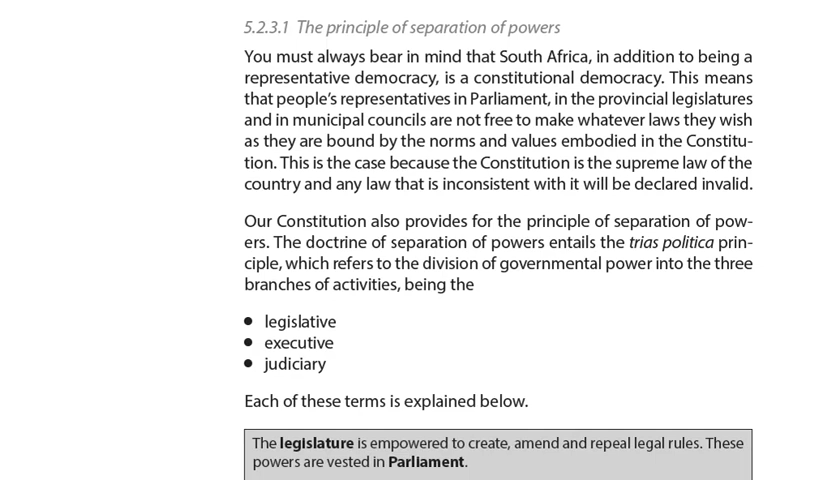 5.2.3.1 The principle of separation of powers
You must always bear in mind that South Africa, in addition to being a
representative democracy, is a constitutional democracy. This means
that people's representatives in Parliament, in the provincial legislatures
and in municipal councils are not free to make whatever laws they wish
as they are bound by the norms and values embodied in the Constitu-
tion. This is the case because the Constitution is the supreme law of the
country and any law that is inconsistent with it will be declared invalid.
Our Constitution also provides for the principle of separation of pow-
ers. The doctrine of separation of powers entails the trias politica prin-
ciple, which refers to the division of governmental power into the three
branches of activities, being the
● legislative
● executive
● judiciary
Each of these terms is explained below.
The legislature is empowered to create, amend and repeal legal rules. These
powers are vested in Parliament.